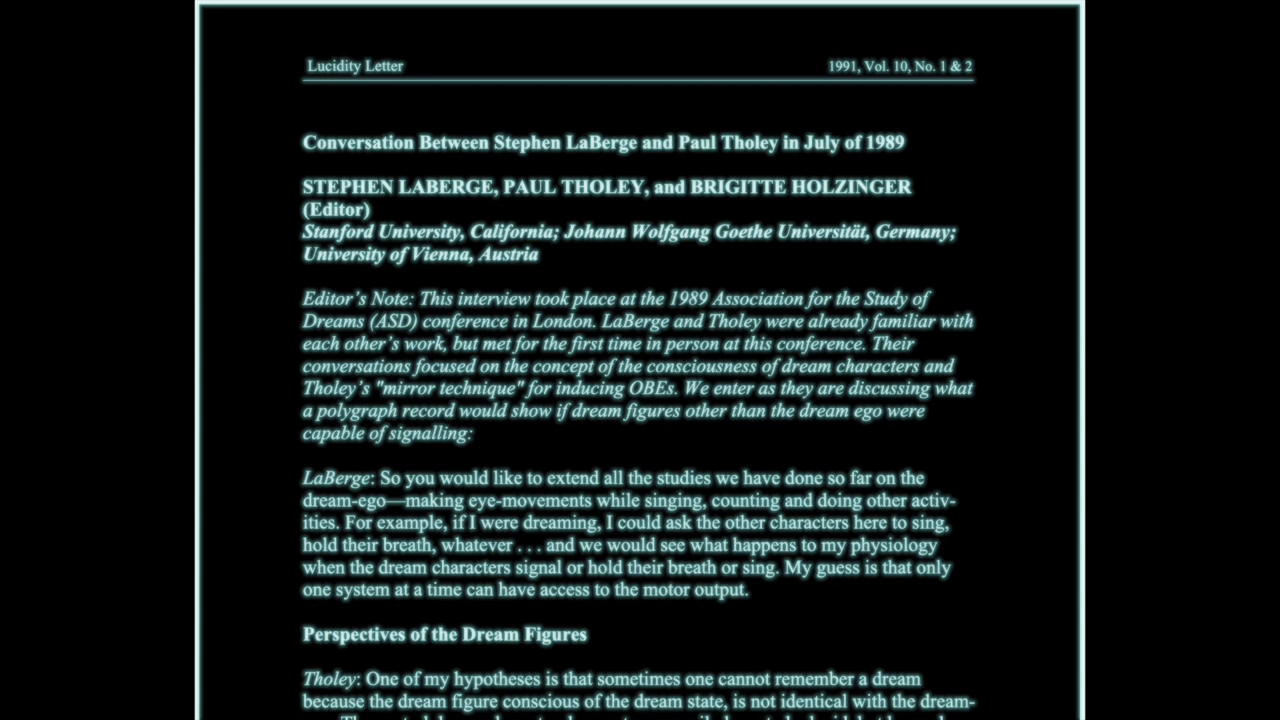 Lucidity Letter
1991, Vol. 10, No. 1 & 2
Conversation Between Stephen LaBerge and Paul Tholey in July of 1989
STEPHEN LABERGE, PAUL THOLEY, and BRIGITTE HOLZINGER
(Editor)
Stanford University, California; Johann Wolfgang Goethe Universität, Germany;
University of Vienna, Austria
Editor's Note: This interview took place at the 1989 Association for the Study of
Dreams (ASD) conference in London. LaBerge and Tholey were already familiar with
each other's work, but met for the first time in person at this conference. Their
conversations focused on the concept of the consciousness of dream characters and
Tholey's "mirror technique" for inducing OBEs. We enter as they are discussing what
a polygraph record would show if dream figures other than the dream ego were
capable of signalling:
LaBerge: So you would like to extend all the studies we have done so far on the
dream-ego—making eye-movements while singing, counting and doing other activ-
ities. For example, if I were dreaming, I could ask the other characters here to sing,
hold their breath, whatever . . . and we would see what happens to my physiology
when the dream characters signal or hold their breath or sing. My guess is that only
one system at a time can have access to the motor output.
Perspectives of the Dream Figures
Tholey: One of my hypotheses is that sometimes one cannot remember a dream
because the dream figure conscious of the dream state, is not identical with the dream-